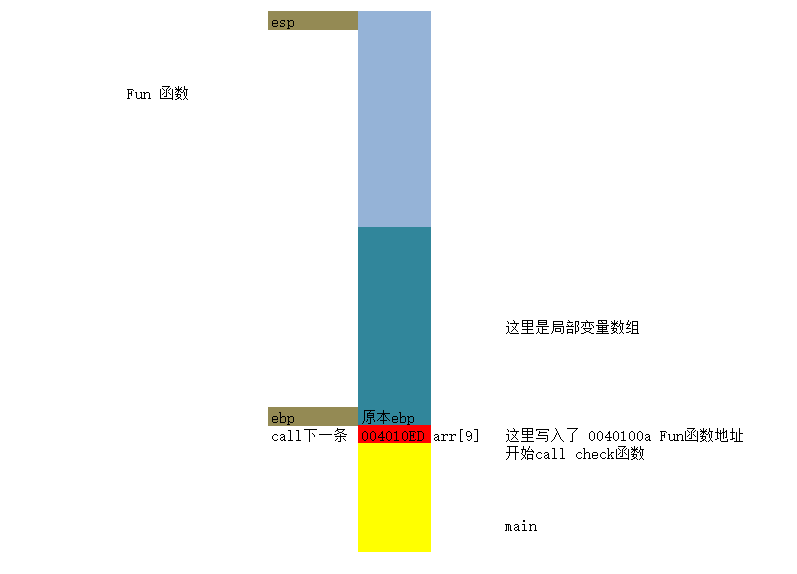 esp
Fun 函数
这里是局部变量数组
ebp 原本ebp
call下一条 004010ED arr[9] 这里写入了 0040100a Fun函数地址
开始call check函数
main